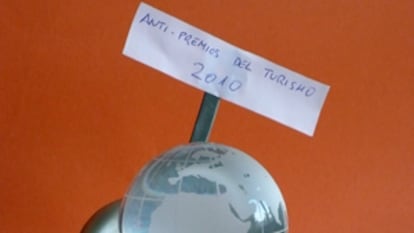 ANTI-PREMIOS DEL TURISMO
2010